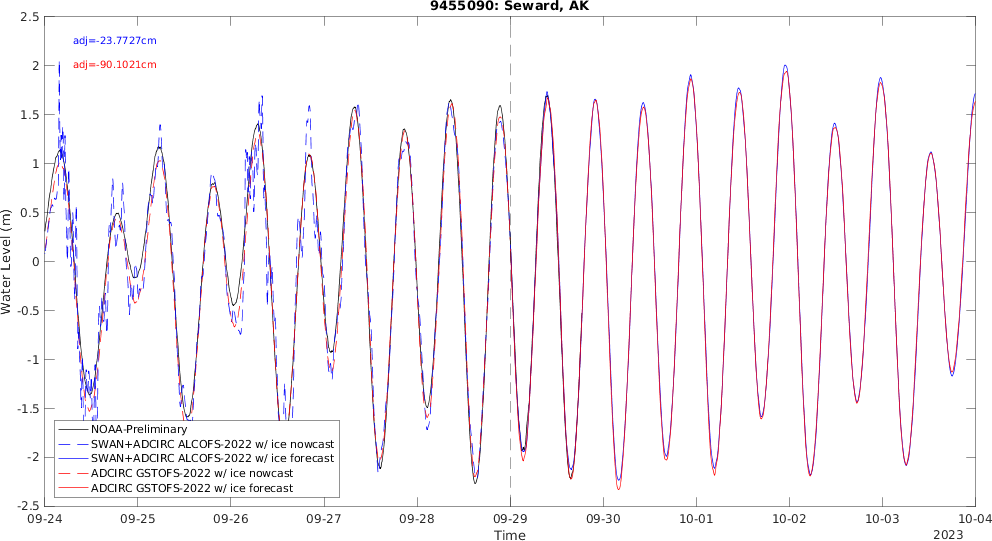 9455090: Seward, AK
2.5
adj=-23.7727cm
2
adj=-90.1021cm
1.5
1
0.5
0
-0.5
-1
-1.5
-2
-2.5
Water Level (m)
NOAA-Preliminary
SWAN+ADCIRC ALCOFS-2022 w/ ice nowcast
SWAN+ADCIRC ALCOFS-2022 w/ ice forecast
ADCIRC GSTOFS-2022 w/ ice nowcast
ADCIRC GSTOFS-2022 w/ ice forecast
09-24 09-25 09-26 09-27 09-28 09-29 09-30 10-01 10-02 10-03 10-04
Time
2023